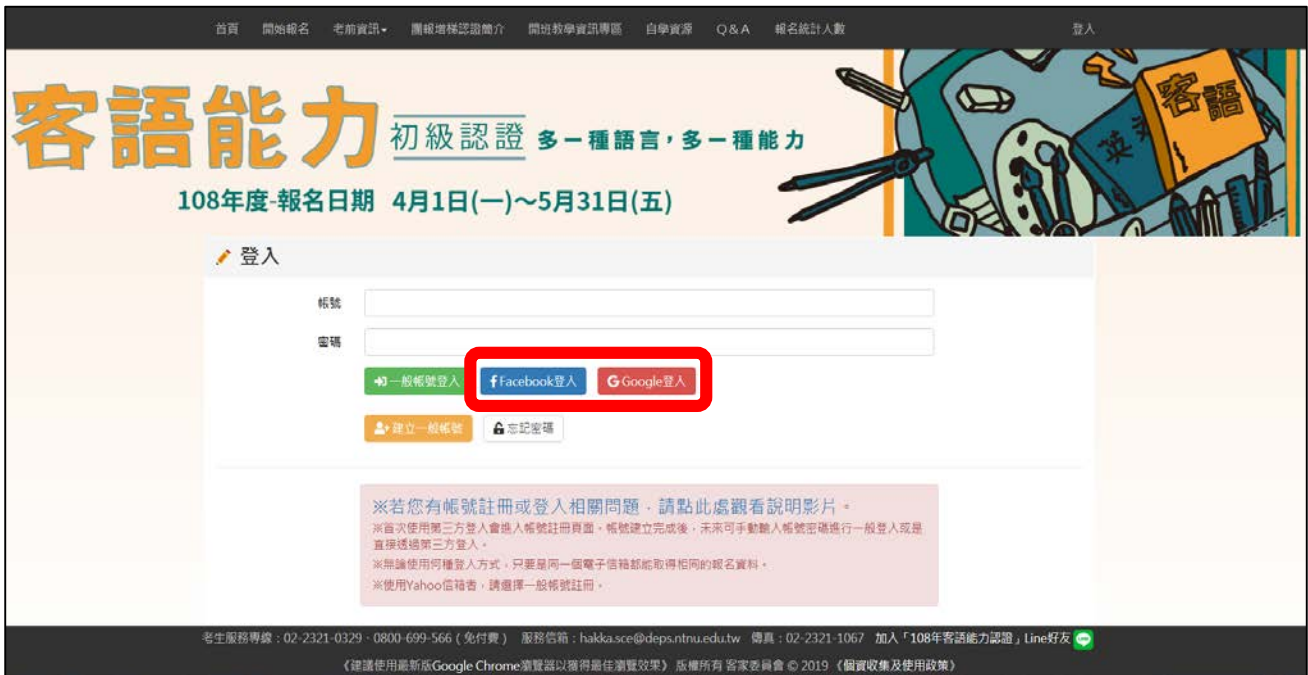 首頁 開始報名 考前資訊 團報增梯認證簡介 開班教學資訊專區 自學資源 Q&A 報名統計人數 登入
客語能力 初級認證 多一種語言,多一種能力
108年度-報名日期 4月1日(一)～5月31日(五)
客語
英
登入
帳號
密碼
一般帳號登入 Facebook登入 Google登入
建立一般帳號 忘記密碼
※若您有帳號註冊或登入相關問題，請點此處觀看說明影片。
※首次使用第三方登入會進入帳號註冊頁面。帳號建立完成後，未來可手動輸入帳號密碼進行一般登入或是
直接透過第三方登入。
※無論使用何種登入方式，只要是同一個電子信箱都能取得相同的報名資料。
※使用Yahoo信箱者，請選擇一般帳號註冊。
考生服務專線：02-2321-0329、0800-699-566 ( 免付費 ) 服務信箱：hakka.sce@deps.ntnu.edu.tw 傳真：02-2321-1067 加入「108年客語能力認證」Line好友
《建議使用最新版Google Chrome瀏覽器以獲得最佳瀏覽效果》 版權所有 客家委員會 © 2019 《個資收集及使用政策》